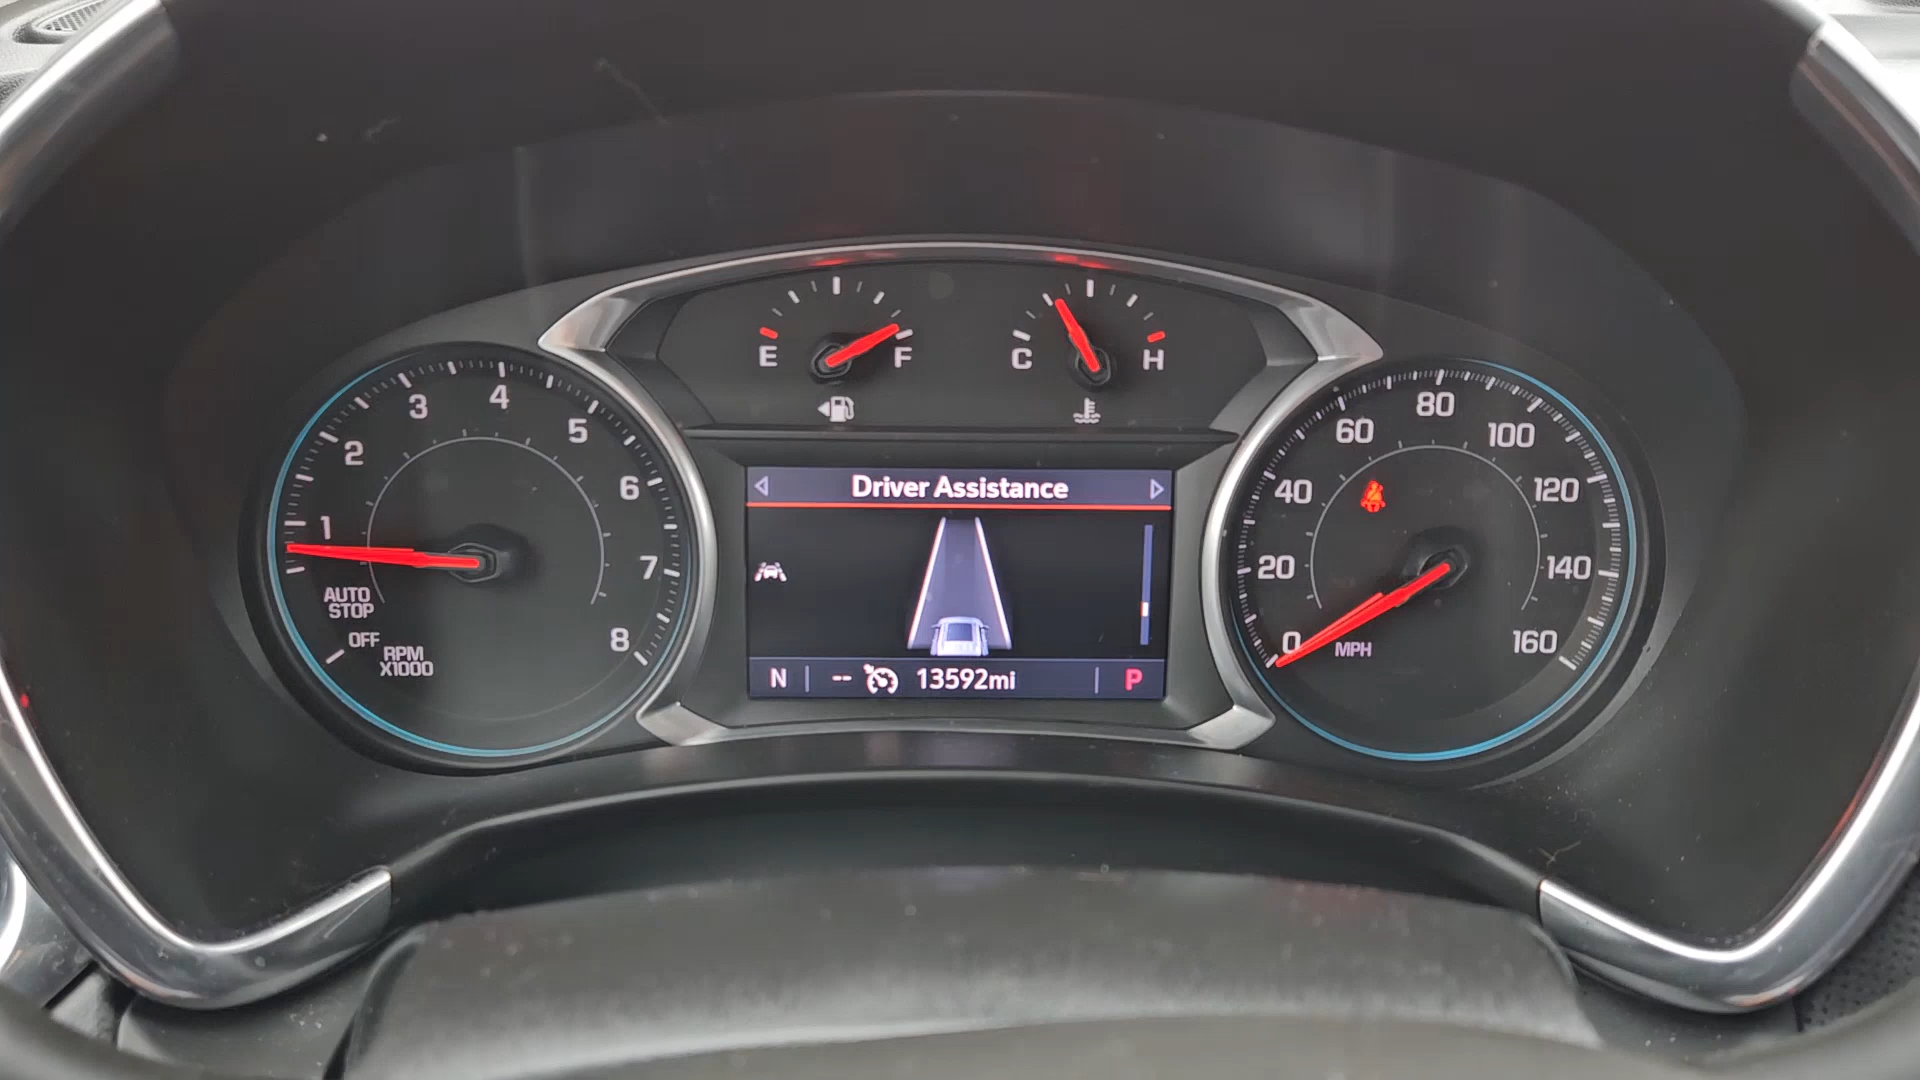 E F
C H
1 2 3 4 5 6 7 8
AUTO
STOP
OFF
RPM
X1000
Driver Assistance
N -- 13592mi P
0 20 40 60 80 100 120 140 160
MPH